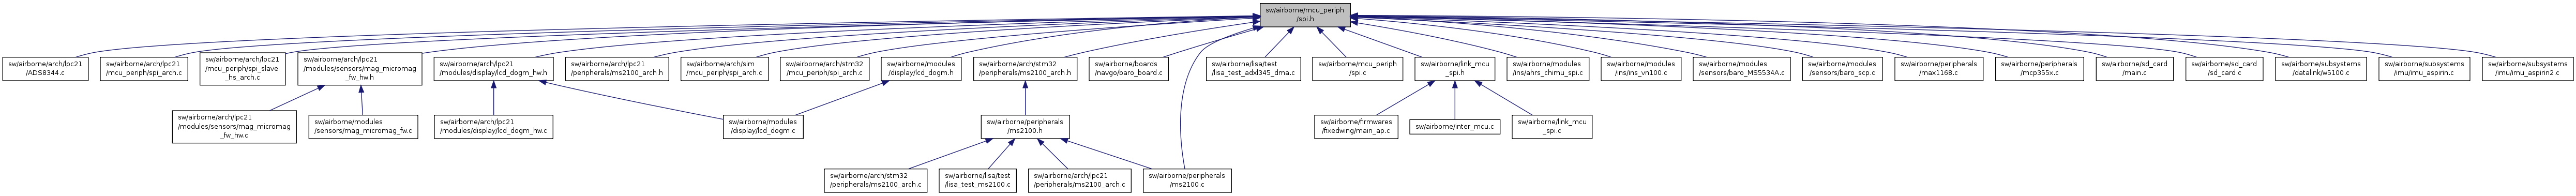 sw/airborne/mcu_periph
/spi.h
sw/airborne/arch/lpc21
/ADS8344.c
sw/airborne/arch/lpc21
/mcu_periph/spi_arch.c
sw/airborne/arch/lpc21
/mcu_periph/spi_slave
_hs_arch.c
sw/airborne/arch/lpc21
/modules/sensors/mag_micromag
_fw_hw.h
sw/airborne/arch/lpc21
/modules/display/lcd_dogm_hw.h
sw/airborne/arch/lpc21
/peripherals/ms2100_arch.h
sw/airborne/arch/sim
/mcu_periph/spi_arch.c
sw/airborne/arch/stm32
/mcu_periph/spi_arch.c
sw/airborne/modules
/display/lcd_dogm.h
sw/airborne/arch/stm32
/peripherals/ms2100_arch.h
sw/airborne/boards
/navgo/baro_board.c
sw/airborne/lisa/test
/lisa_test_adxl345_dma.c
sw/airborne/mcu_periph
/spi.c
sw/airborne/link_mcu
_spi.h
sw/airborne/modules
/ins/ahrs_chimu_spi.c
sw/airborne/modules
/ins/ins_vn100.c
sw/airborne/modules
/sensors/baro_MS5534A.c
sw/airborne/modules
/sensors/baro_scp.c
sw/airborne/peripherals
/max1168.c
sw/airborne/peripherals
/mcp355x.c
sw/airborne/sd_card
/main.c
sw/airborne/sd_card
/sd_card.c
sw/airborne/subsystems
/datalink/w5100.c
sw/airborne/subsystems
/imu/imu_aspirin.c
sw/airborne/subsystems
/imu/imu_aspirin2.c
sw/airborne/arch/lpc21
/modules/sensors/mag_micromag
_fw_hw.c
sw/airborne/modules
/sensors/mag_micromag_fw.c
sw/airborne/arch/lpc21
/modules/display/lcd_dogm_hw.c
sw/airborne/modules
/display/lcd_dogm.c
sw/airborne/peripherals
/ms2100.h
sw/airborne/firmwares
/fixedwing/main_ap.c
sw/airborne/inter_mcu.c
sw/airborne/link_mcu
_spi.c
sw/airborne/arch/stm32
/peripherals/ms2100_arch.c
sw/airborne/lisa/test
/lisa_test_ms2100.c
sw/airborne/arch/lpc21
/peripherals/ms2100_arch.c
sw/airborne/peripherals
/ms2100.c